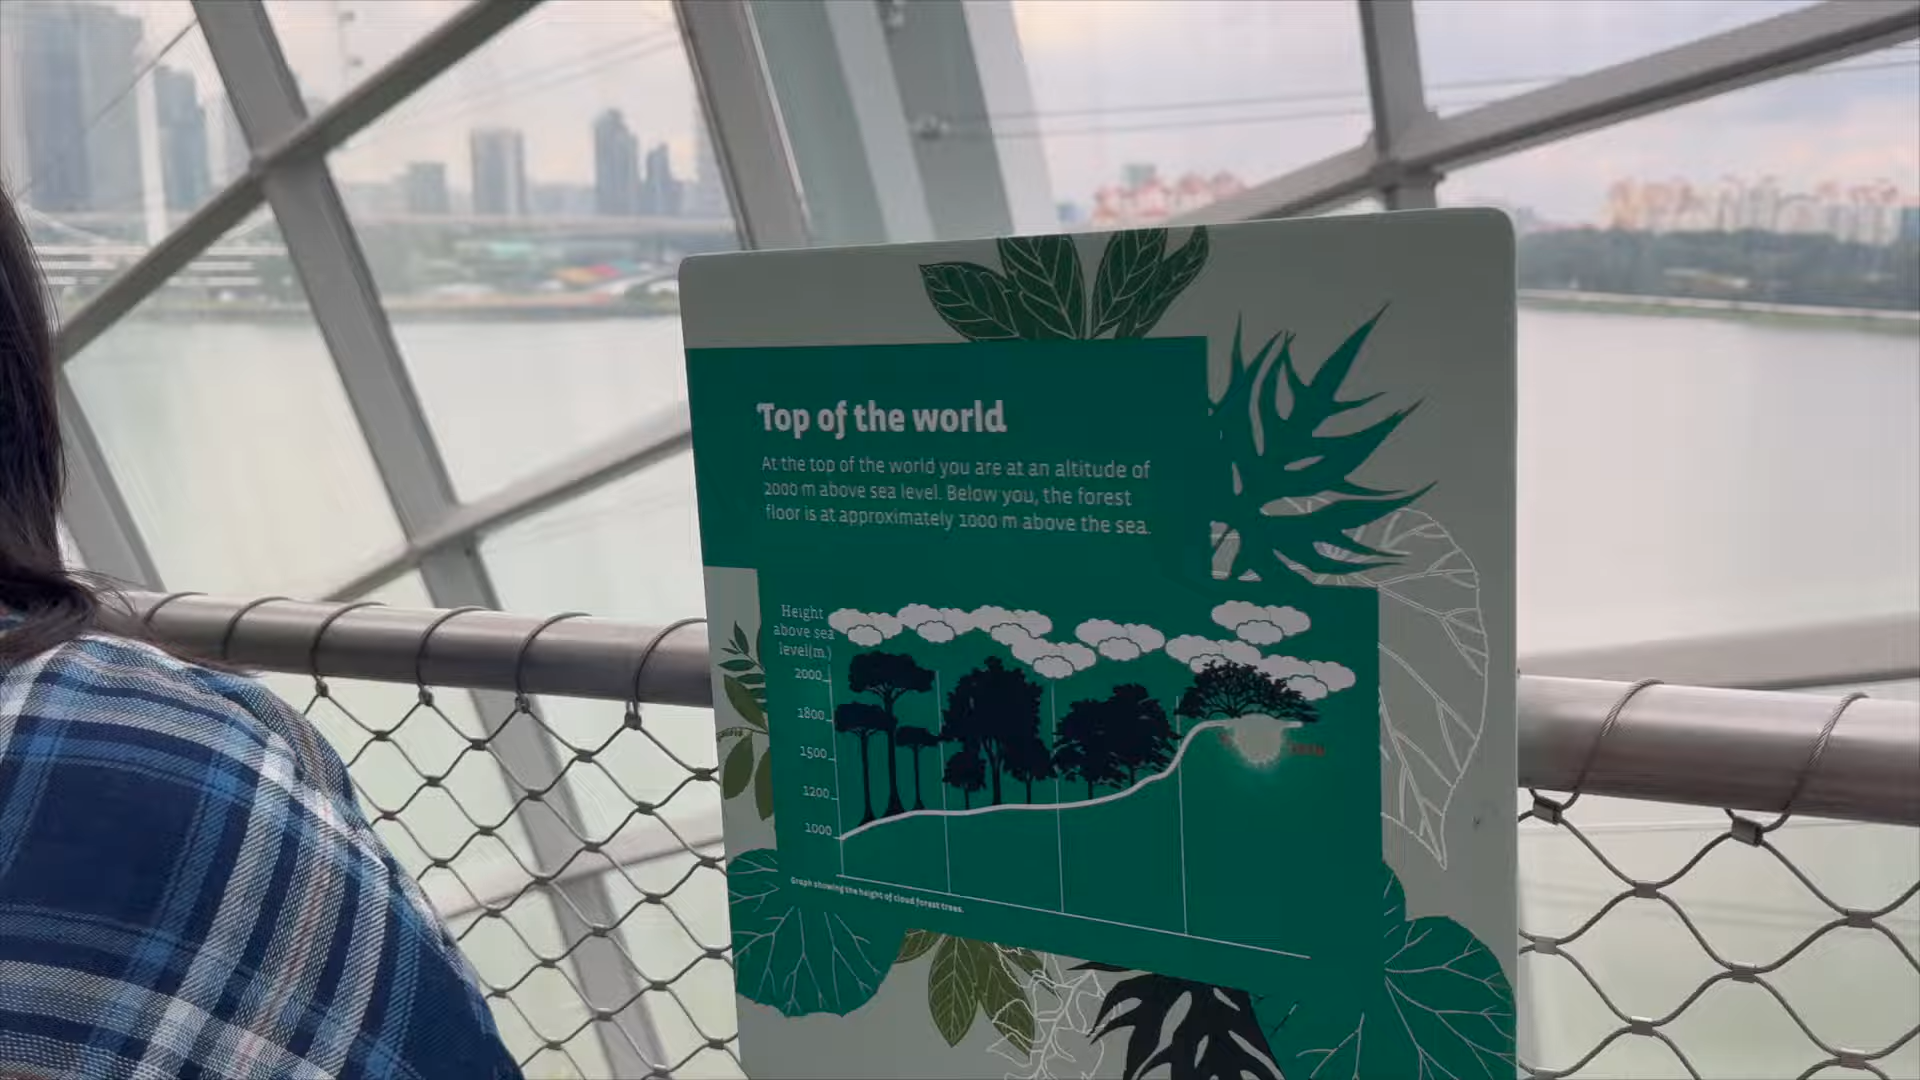 Top of the world
At the top of the world you are at an altitude of
2000 m above sea level. Below you, the forest
floor is at approximately 1000 m above the sea.
Height
above sea
level(m.)
2000
1800
1500
1200
1000
Graph showing the height of cloud forest trees.